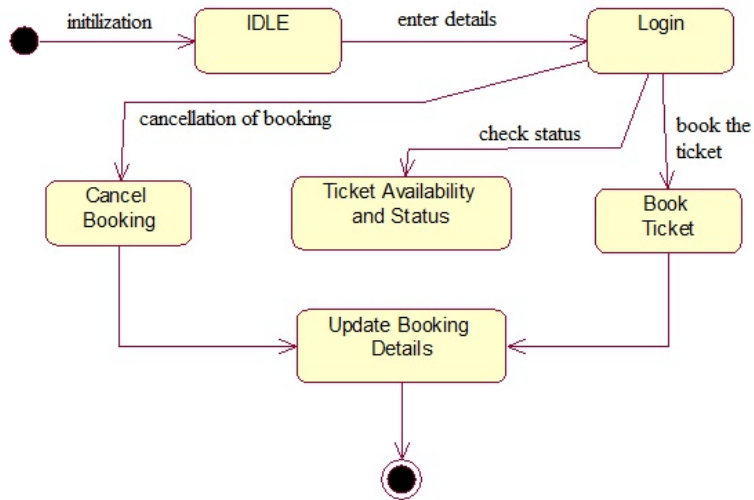 initilization
IDLE
enter details
Login
cancellation of booking
check status
book the
ticket
Cancel
Booking
Ticket Availability
and Status
Book
Ticket
Update Booking
Details